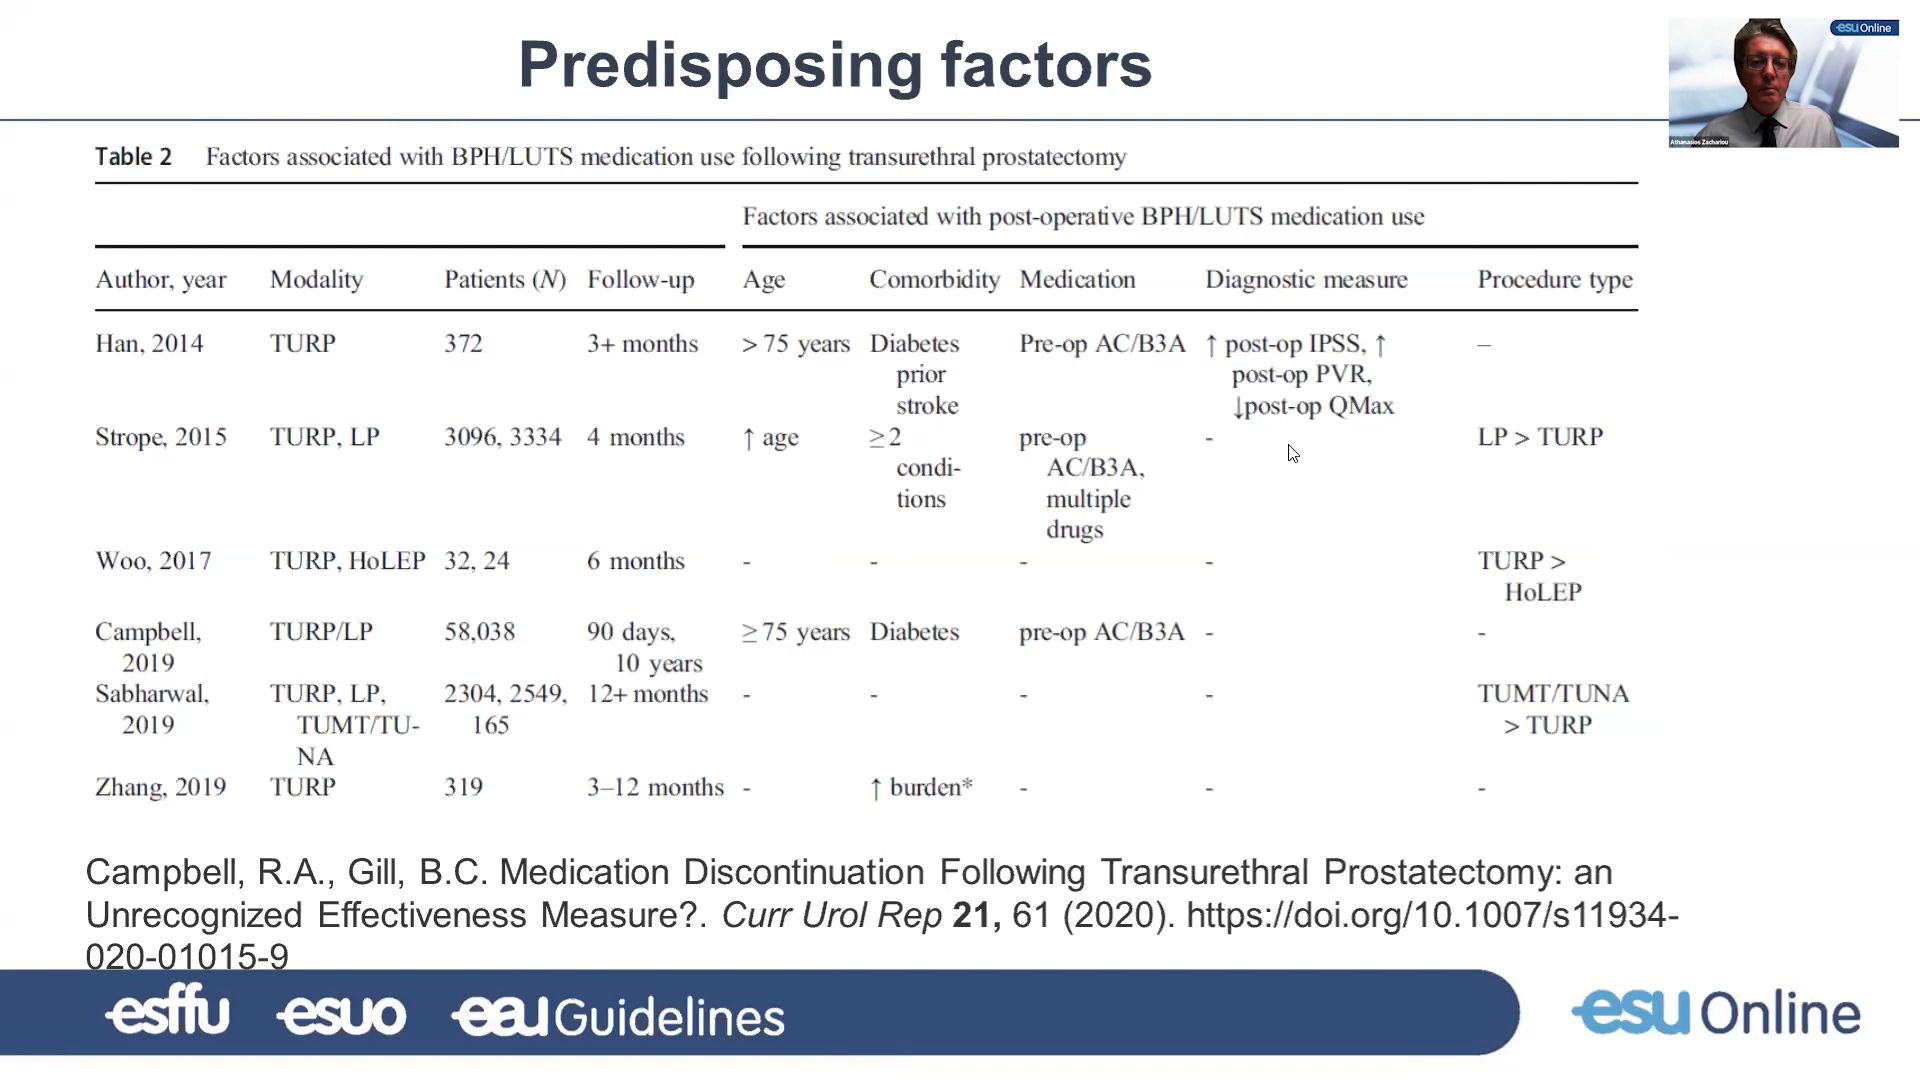 Predisposing factors
esu Online
Athanasios Zachariou
Table 2 Factors associated with BPH/LUTS medication use following transurethral prostatectomy
Factors associated with post-operative BPH/LUTS medication use
Author, year Modality Patients (N) Follow-up Age Comorbidity Medication Diagnostic measure Procedure type
Han, 2014 TURP 372 3+ months > 75 years Diabetes Pre-op AC/B3A ↑ post-op IPSS, ↑ –
prior post-op PVR,
stroke ↓post-op QMax
Strope, 2015 TURP, LP 3096, 3334 4 months ↑ age ≥2 pre-op - LP > TURP
condi- AC/B3A,
tions multiple
drugs
Woo, 2017 TURP, HoLEP 32, 24 6 months - - - - TURP >
HoLEP
Campbell, TURP/LP 58,038 90 days, ≥75 years Diabetes pre-op AC/B3A - -
2019 10 years
Sabharwal, TURP, LP, 2304, 2549, 12+ months - - - - TUMT/TUNA
2019 TUMT/TU- 165 > TURP
NA
Zhang, 2019 TURP 319 3–12 months - ↑ burden* - - -
Campbell, R.A., Gill, B.C. Medication Discontinuation Following Transurethral Prostatectomy: an
Unrecognized Effectiveness Measure?. Curr Urol Rep 21, 61 (2020). https://doi.org/10.1007/s11934-
020-01015-9
esffu esuo eau Guidelines esu Online